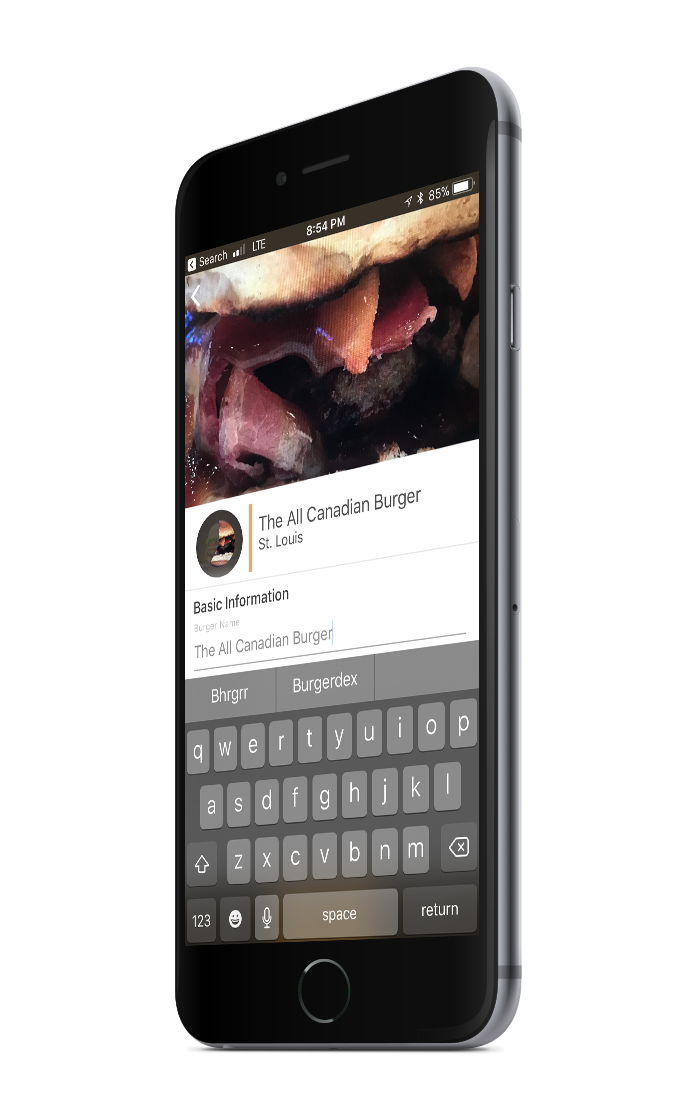 Search LTE 8:54 PM 85%
The All Canadian Burger
St. Louis
Basic Information
Burger Name
The All Canadian Burger
Bhrgrr Burgerdex
q w e r t y u i o p
a s d f g h j k l
z x c v b n m
123 space return